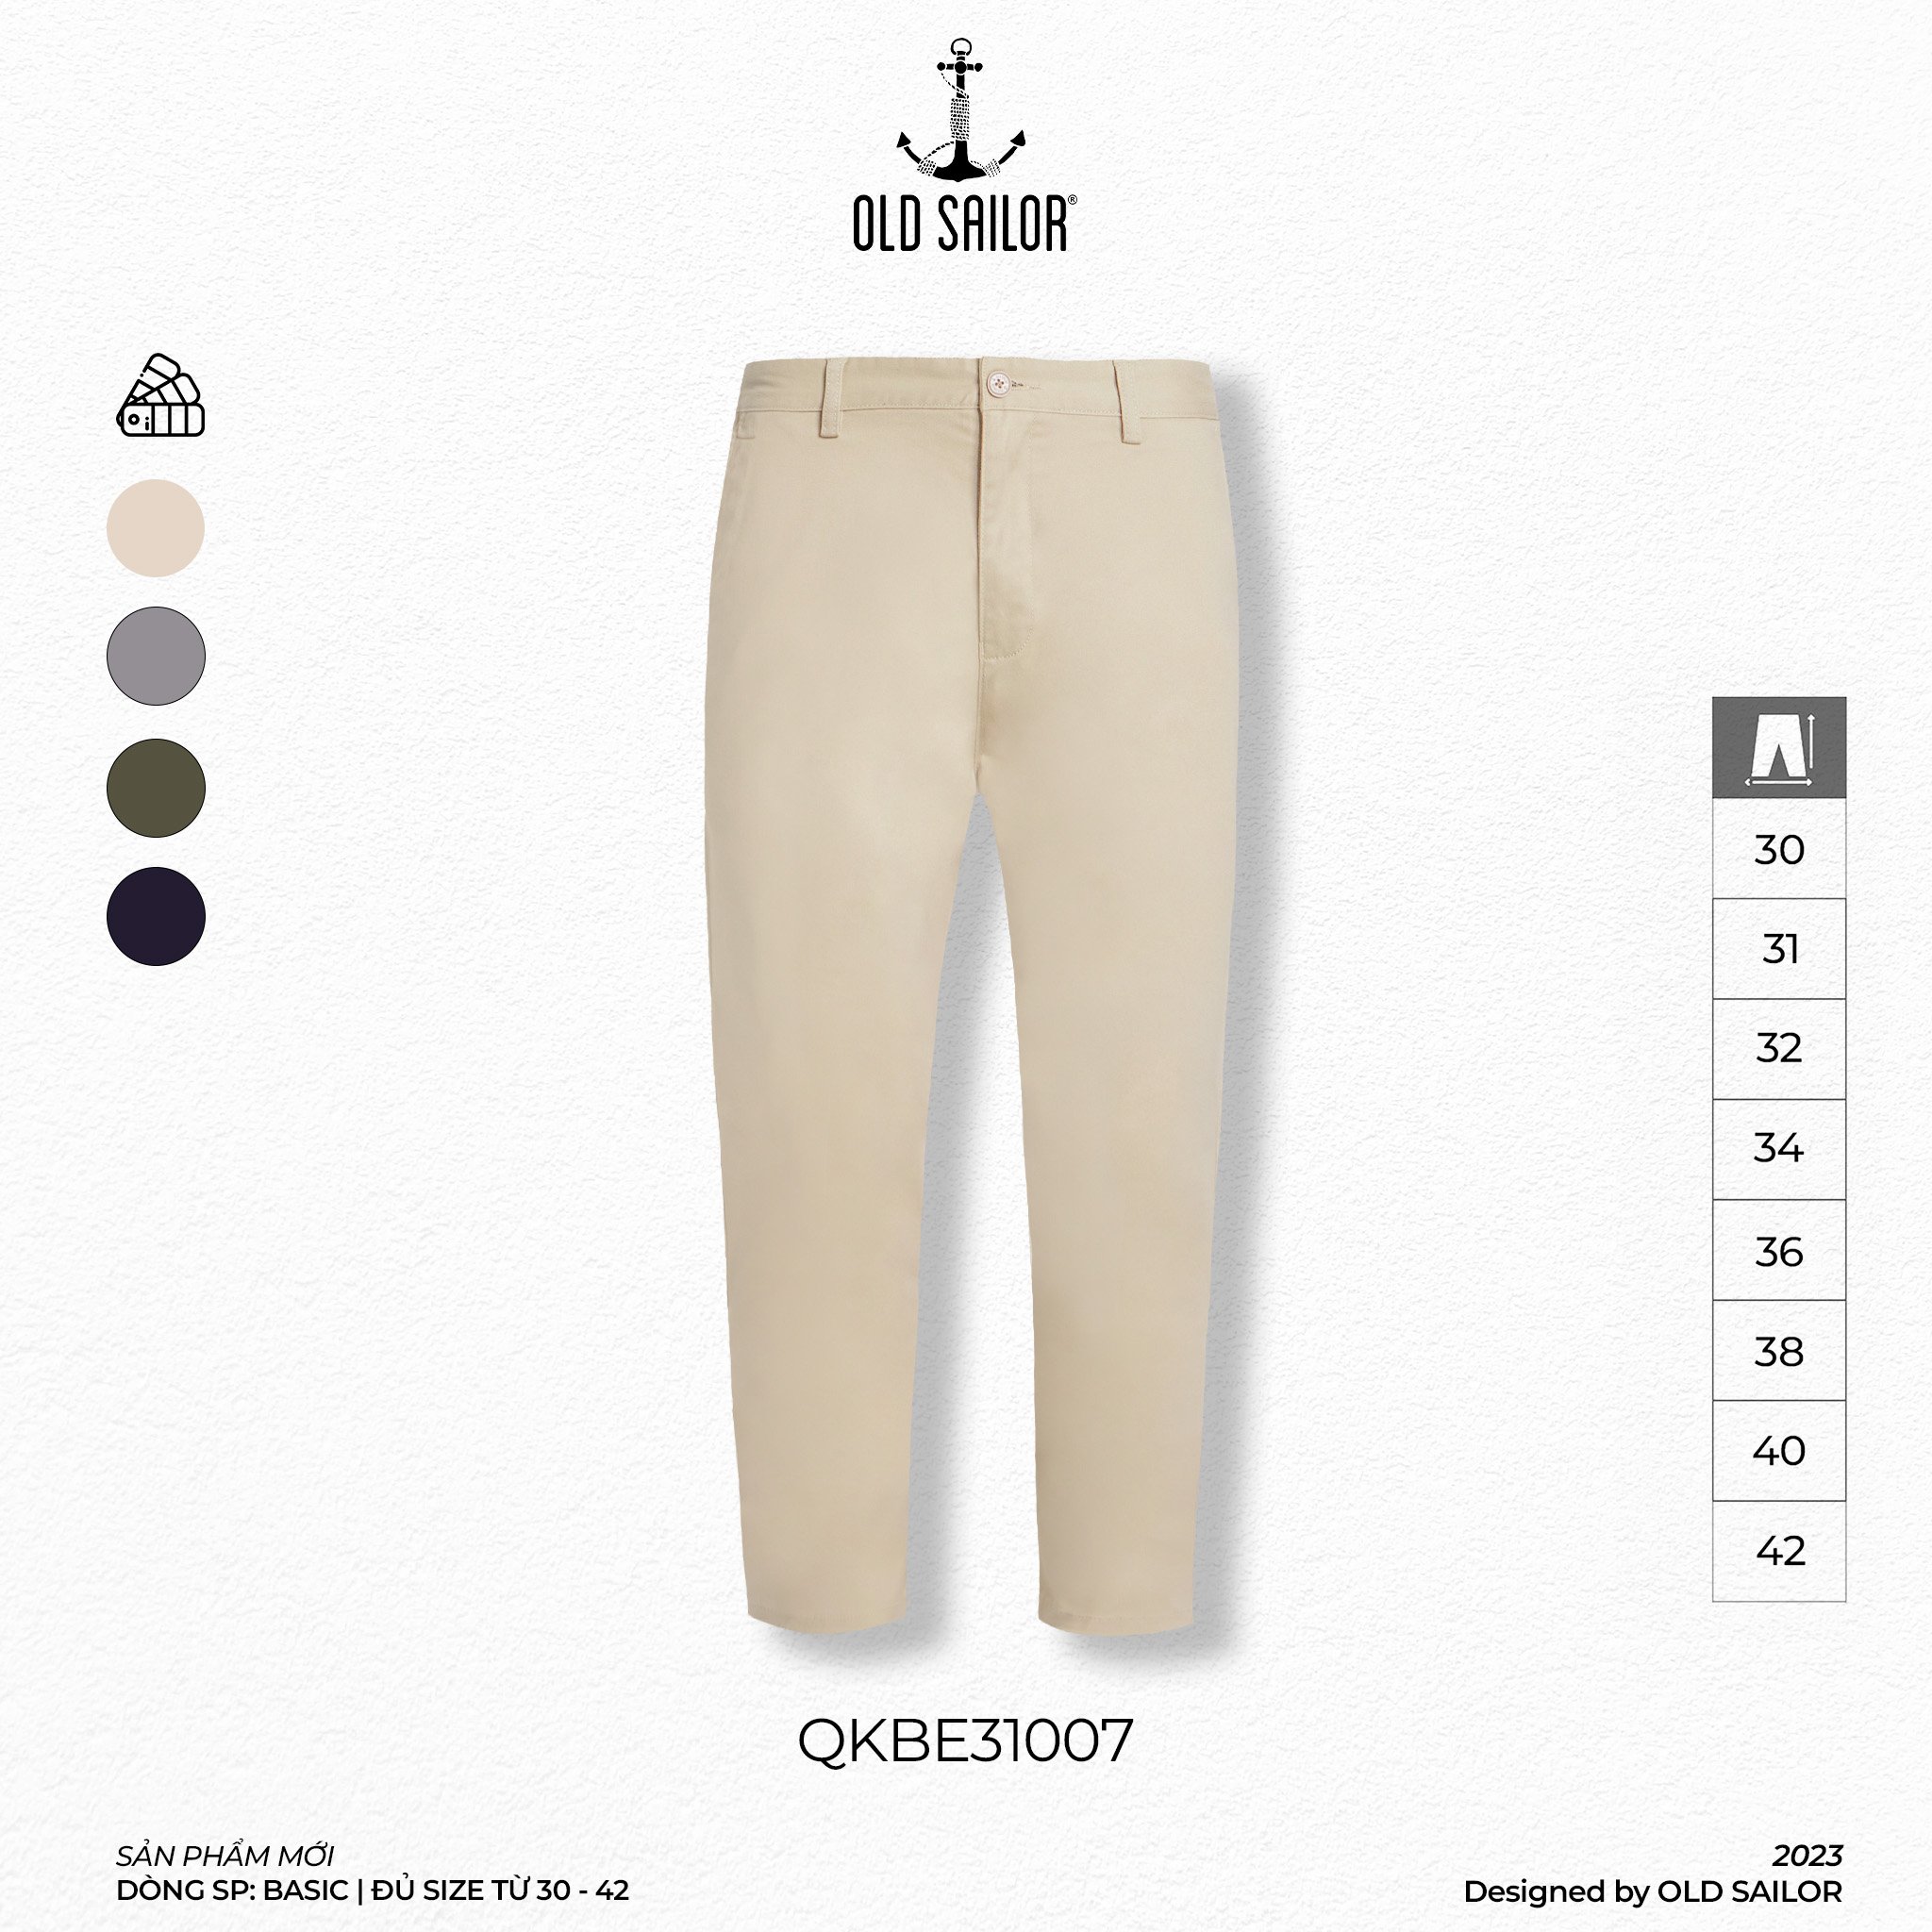 OLD SAILOR®
30
31
32
34
36
38
40
42
QKBE31007
SẢN PHẨM MỚI
DÒNG SP: BASIC | ĐỦ SIZE TỪ 30 - 42
2023
Designed by OLD SAILOR